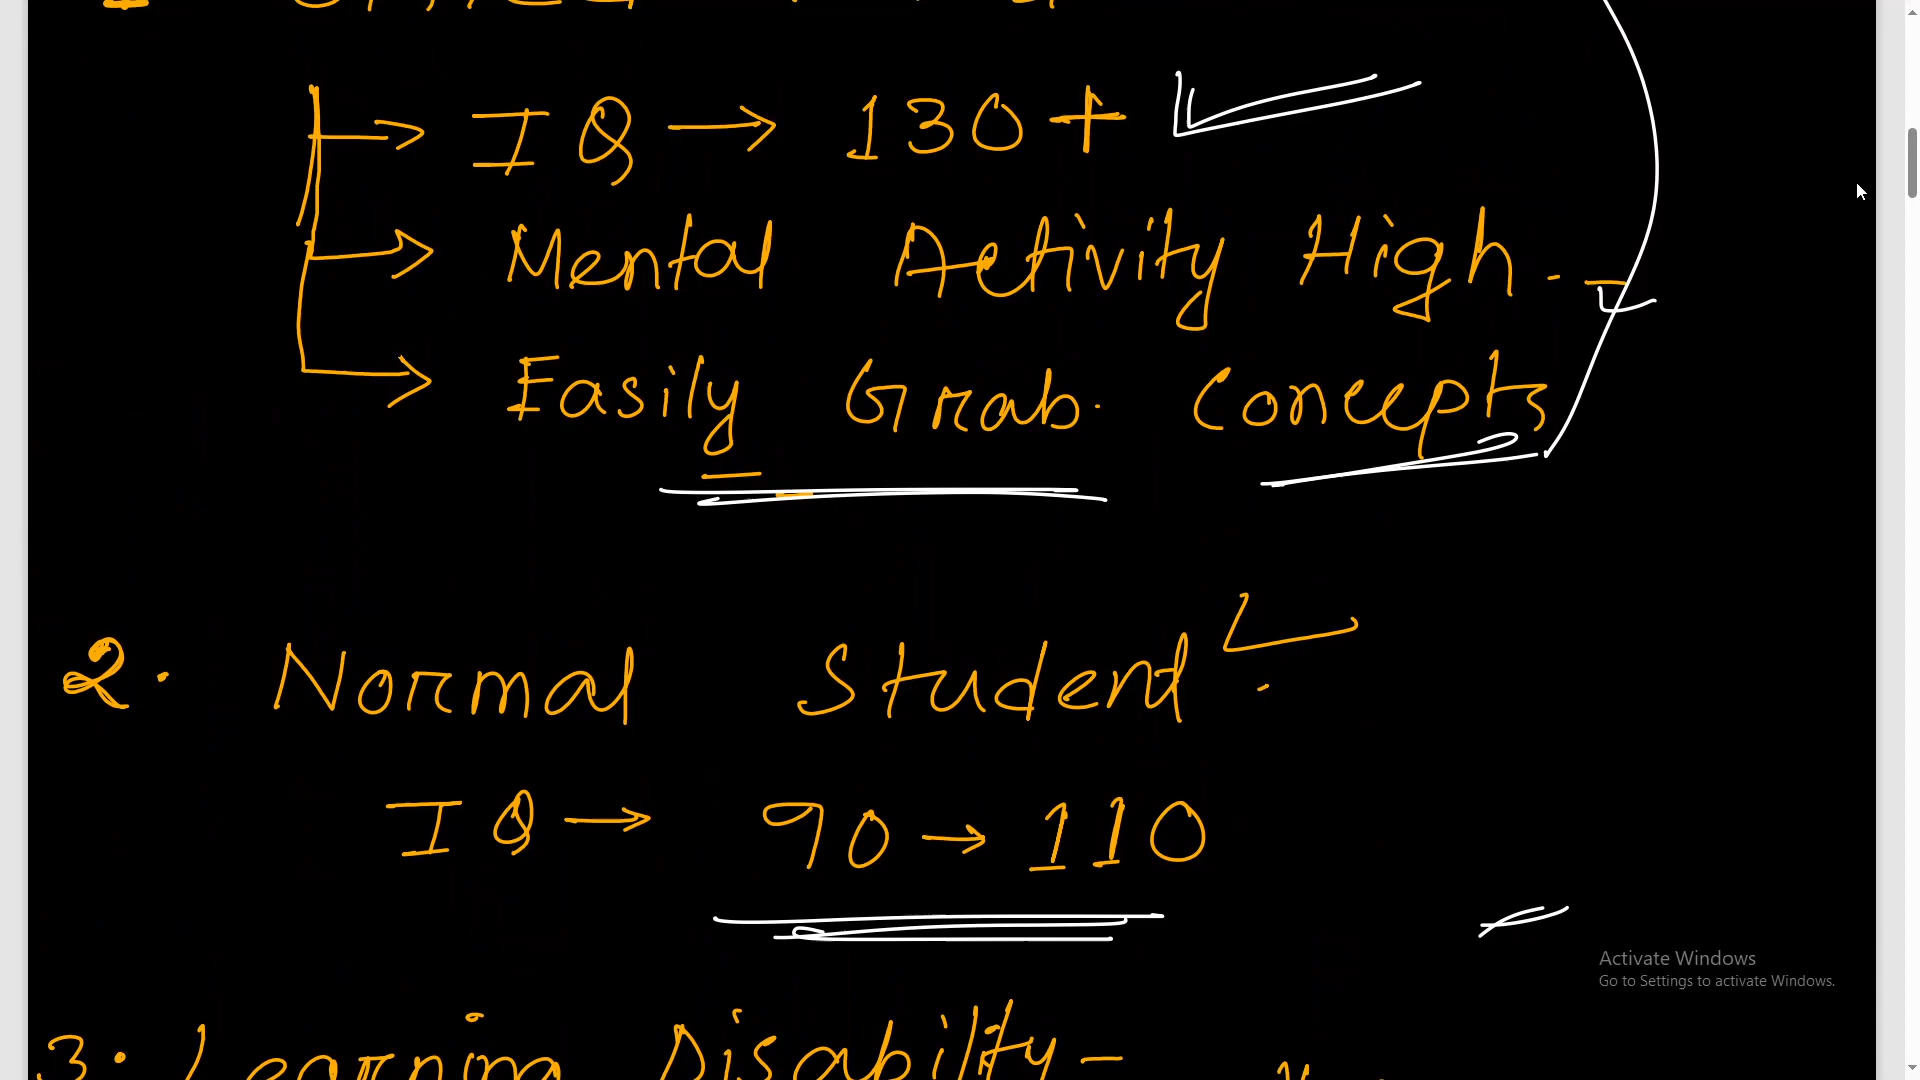 IQ → 130+
Mental Activity High.
Easily Grab. Concepts
2. Normal Student.
IQ → 90 → 110
Activate Windows
Go to Settings to activate Windows.
3. Learning Disability -